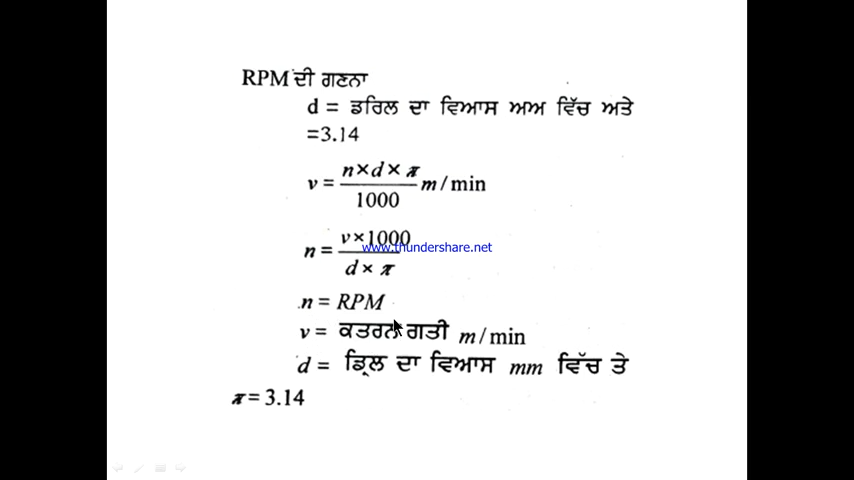 RPM ਦੀ ਗਣਨਾ
d = ਡਰਿਲ ਦਾ ਵਿਆਸ ਅਅ ਵਿੱਚ ਅਤੇ
=3.14
v = n×d×π / 1000 m/min
n = v×1000 / d×π
www.thundershare.net
n = RPM
v = ਕਤਰਨ ਗਤੀ m/min
d = ਡ੍ਰਿਲ ਦਾ ਵਿਆਸ mm ਵਿੱਚ ਤੇ
π = 3.14